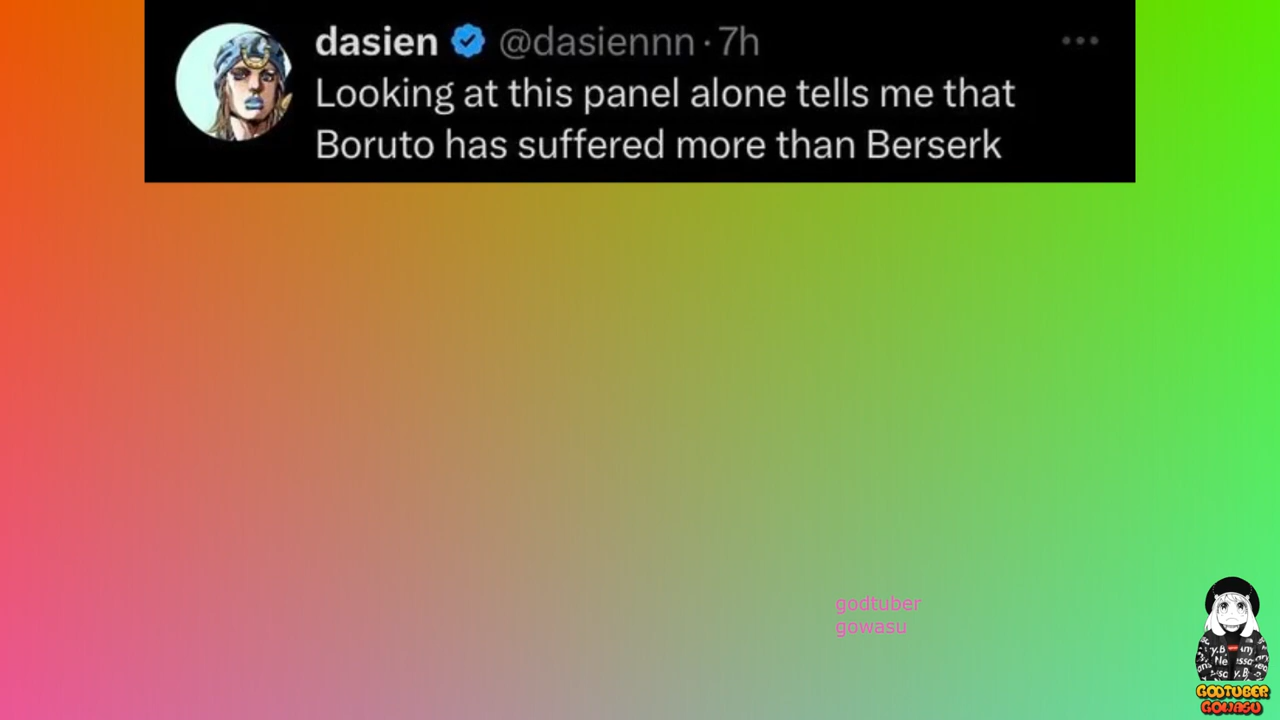 dasien @dasiennn · 7h
Looking at this panel alone tells me that
Boruto has suffered more than Berserk
godtuber
gowasu
GODTUBER
GOWASU